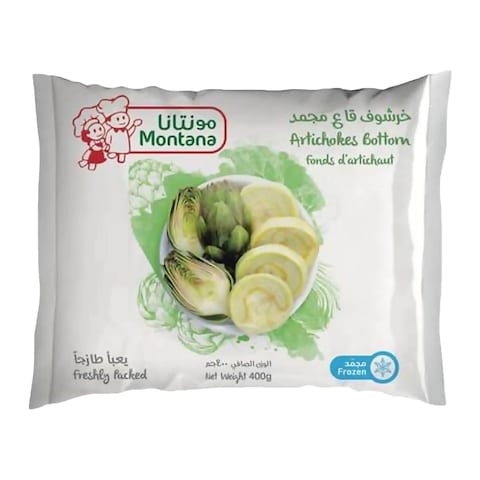 مونتانا
Montana
خرشوف قاع مجمد
Artichokes Bottom
fonds d'artichaut
يعبأ طازجاً
Freshly Packed
الوزن الصافي ٤٠٠جم
Net Weight 400g
مجمّد
Frozen